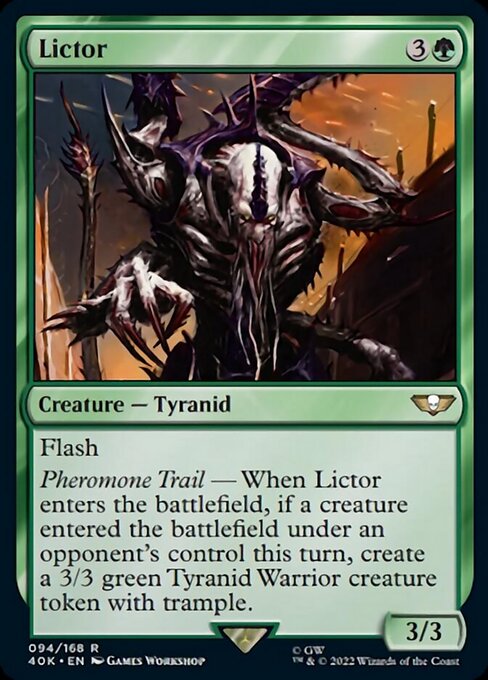 Lictor 3
Creature — Tyranid
Flash
Pheromone Trail — When Lictor
enters the battlefield, if a creature
entered the battlefield under an
opponent's control this turn, create
a 3/3 green Tyranid Warrior creature
token with trample.
3/3
094/168 R
40K • EN Games Workshop
© GW
™ & © 2022 Wizards of the Coast